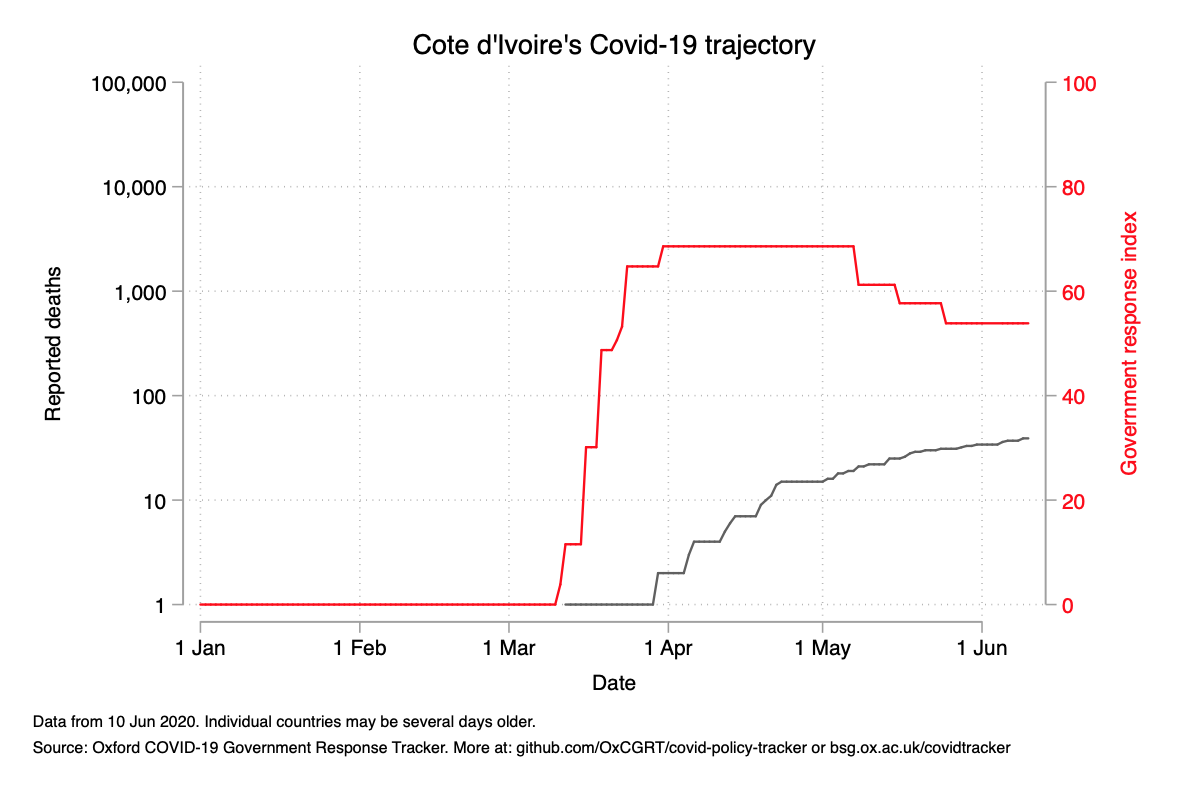 Cote d'Ivoire's Covid-19 trajectory
100,000
10,000
1,000
100
10
1
Reported deaths
100
80
60
40
20
0
Government response index
1 Jan 1 Feb 1 Mar 1 Apr 1 May 1 Jun
Date
Data from 10 Jun 2020. Individual countries may be several days older.
Source: Oxford COVID-19 Government Response Tracker. More at: github.com/OxCGRT/covid-policy-tracker or bsg.ox.ac.uk/covidtracker